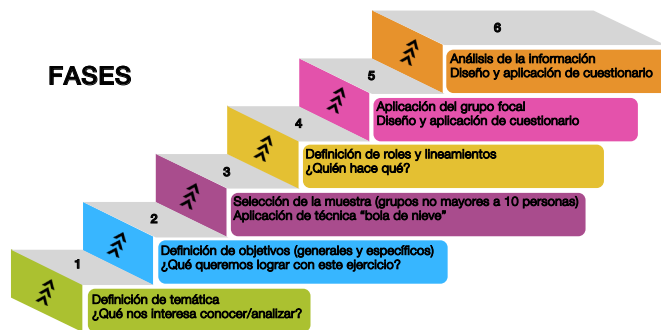 FASES
6
Análisis de la información
Diseño y aplicación de cuestionario
5
Aplicación del grupo focal
Diseño y aplicación de cuestionario
4
Definición de roles y lineamientos
¿Quién hace qué?
3
Selección de la muestra (grupos no mayores a 10 personas)
Aplicación de técnica "bola de nieve"
2
Definición de objetivos (generales y específicos)
¿Qué queremos lograr con este ejercicio?
1
Definición de temática
¿Qué nos interesa conocer/analizar?